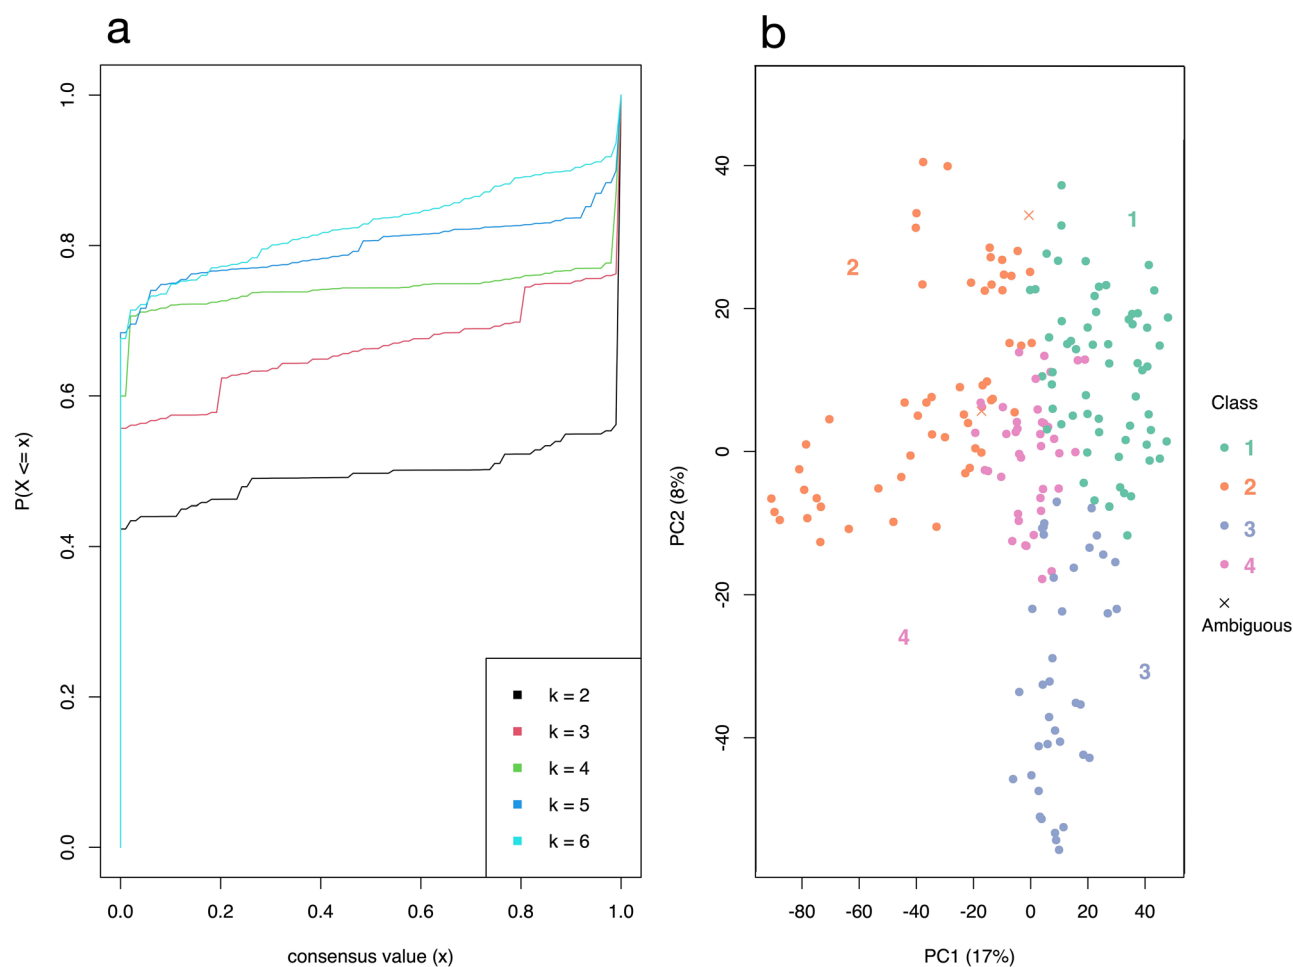 a
P(X <= x)
1.0
0.8
0.6
0.4
0.2
0.0
k = 2
k = 3
k = 4
k = 5
k = 6
0.0 0.2 0.4 0.6 0.8 1.0
consensus value (x)
b
PC2 (8%)
40
20
0
-20
-40
1
2
4
3
-80 -60 -40 -20 0 20 40
PC1 (17%)
Class
1
2
3
4
Ambiguous